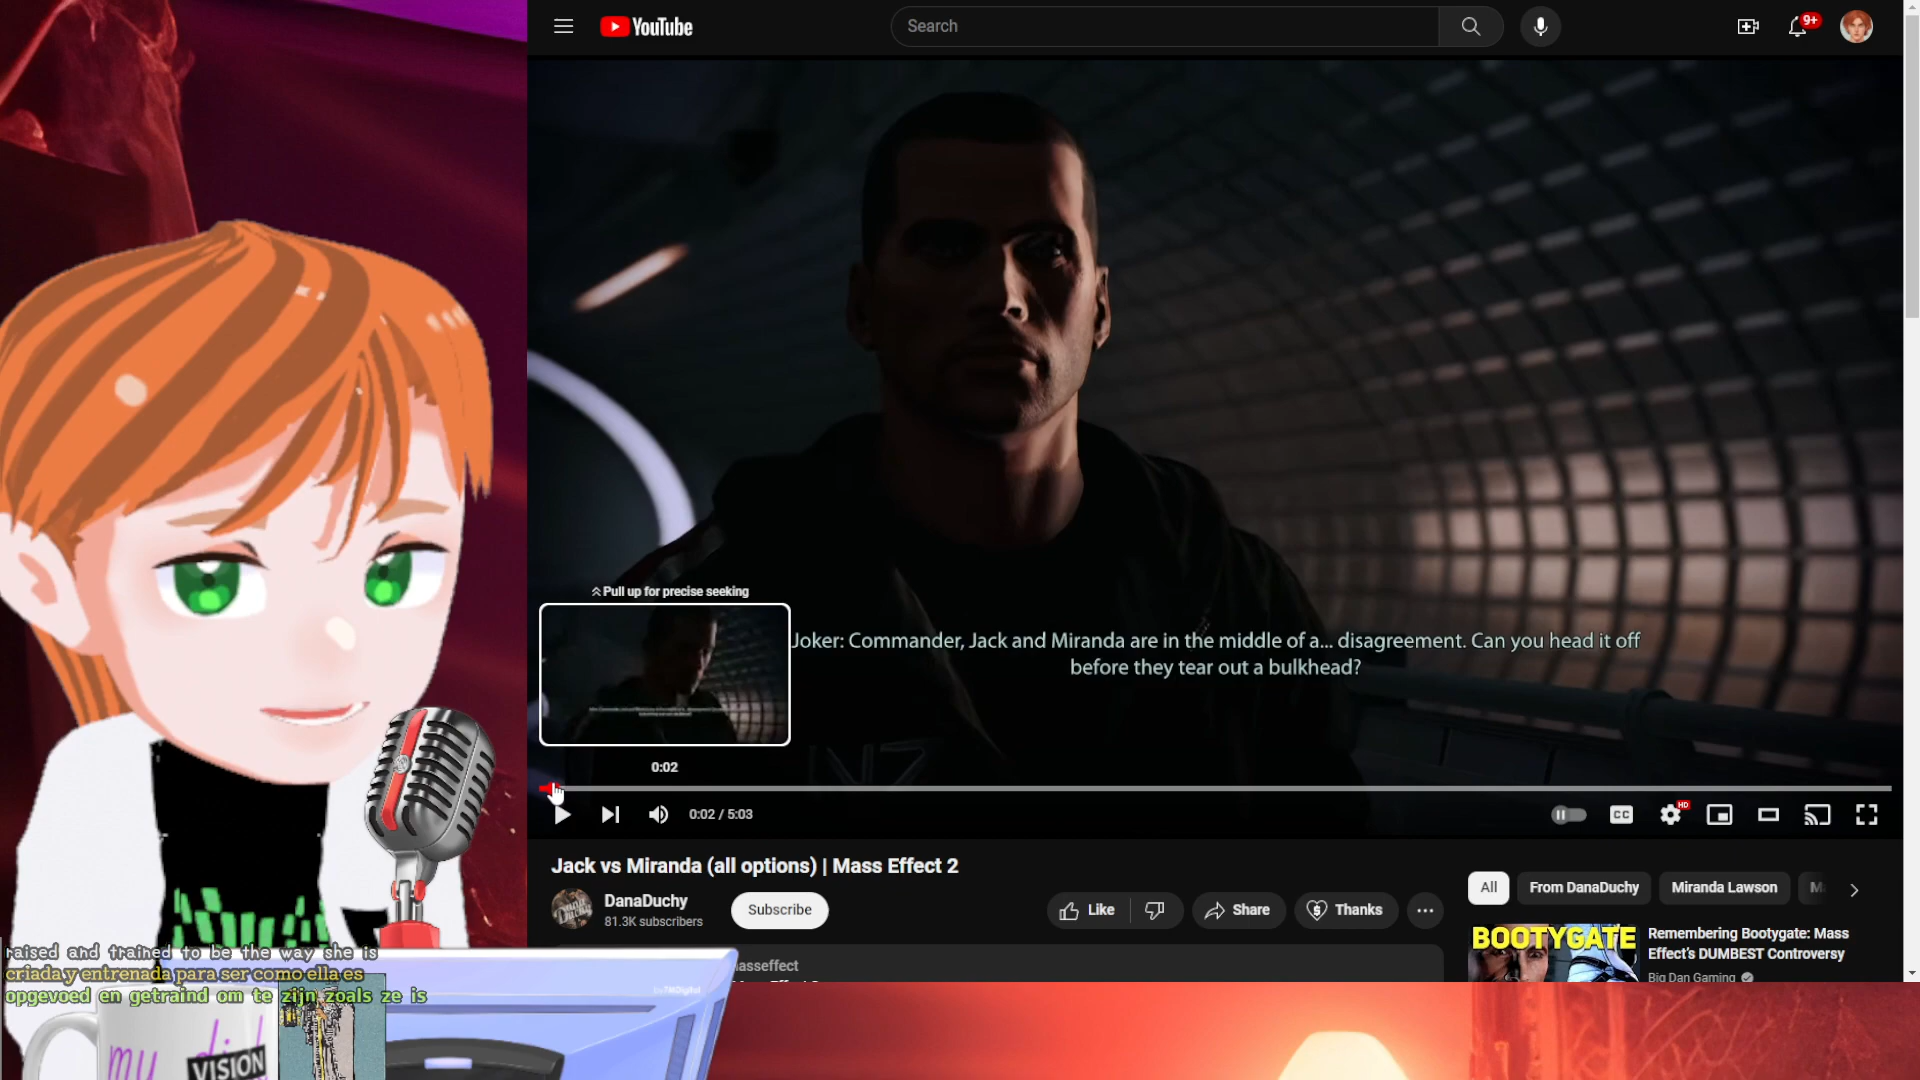 YouTube
Search
9+
Pull up for precise seeking
Joker: Commander, Jack and Miranda are in the middle of a... disagreement. Can you head it off
before they tear out a bulkhead?
0:02
0:02 / 5:03
CC
HD
Jack vs Miranda (all options) | Mass Effect 2
DanaDuchy
81.3K subscribers
Subscribe
Like
Share
Thanks
All
From DanaDuchy
Miranda Lawson
BOOTYGATE
Remembering Bootygate: Mass
Effect's DUMBEST Controversy
Big Dan Gaming
asseffect
raised and trained to be the way she is
criada y entrenada para ser como ella es
opgevoed en getraind om te zijn zoals ze is
my
VISION